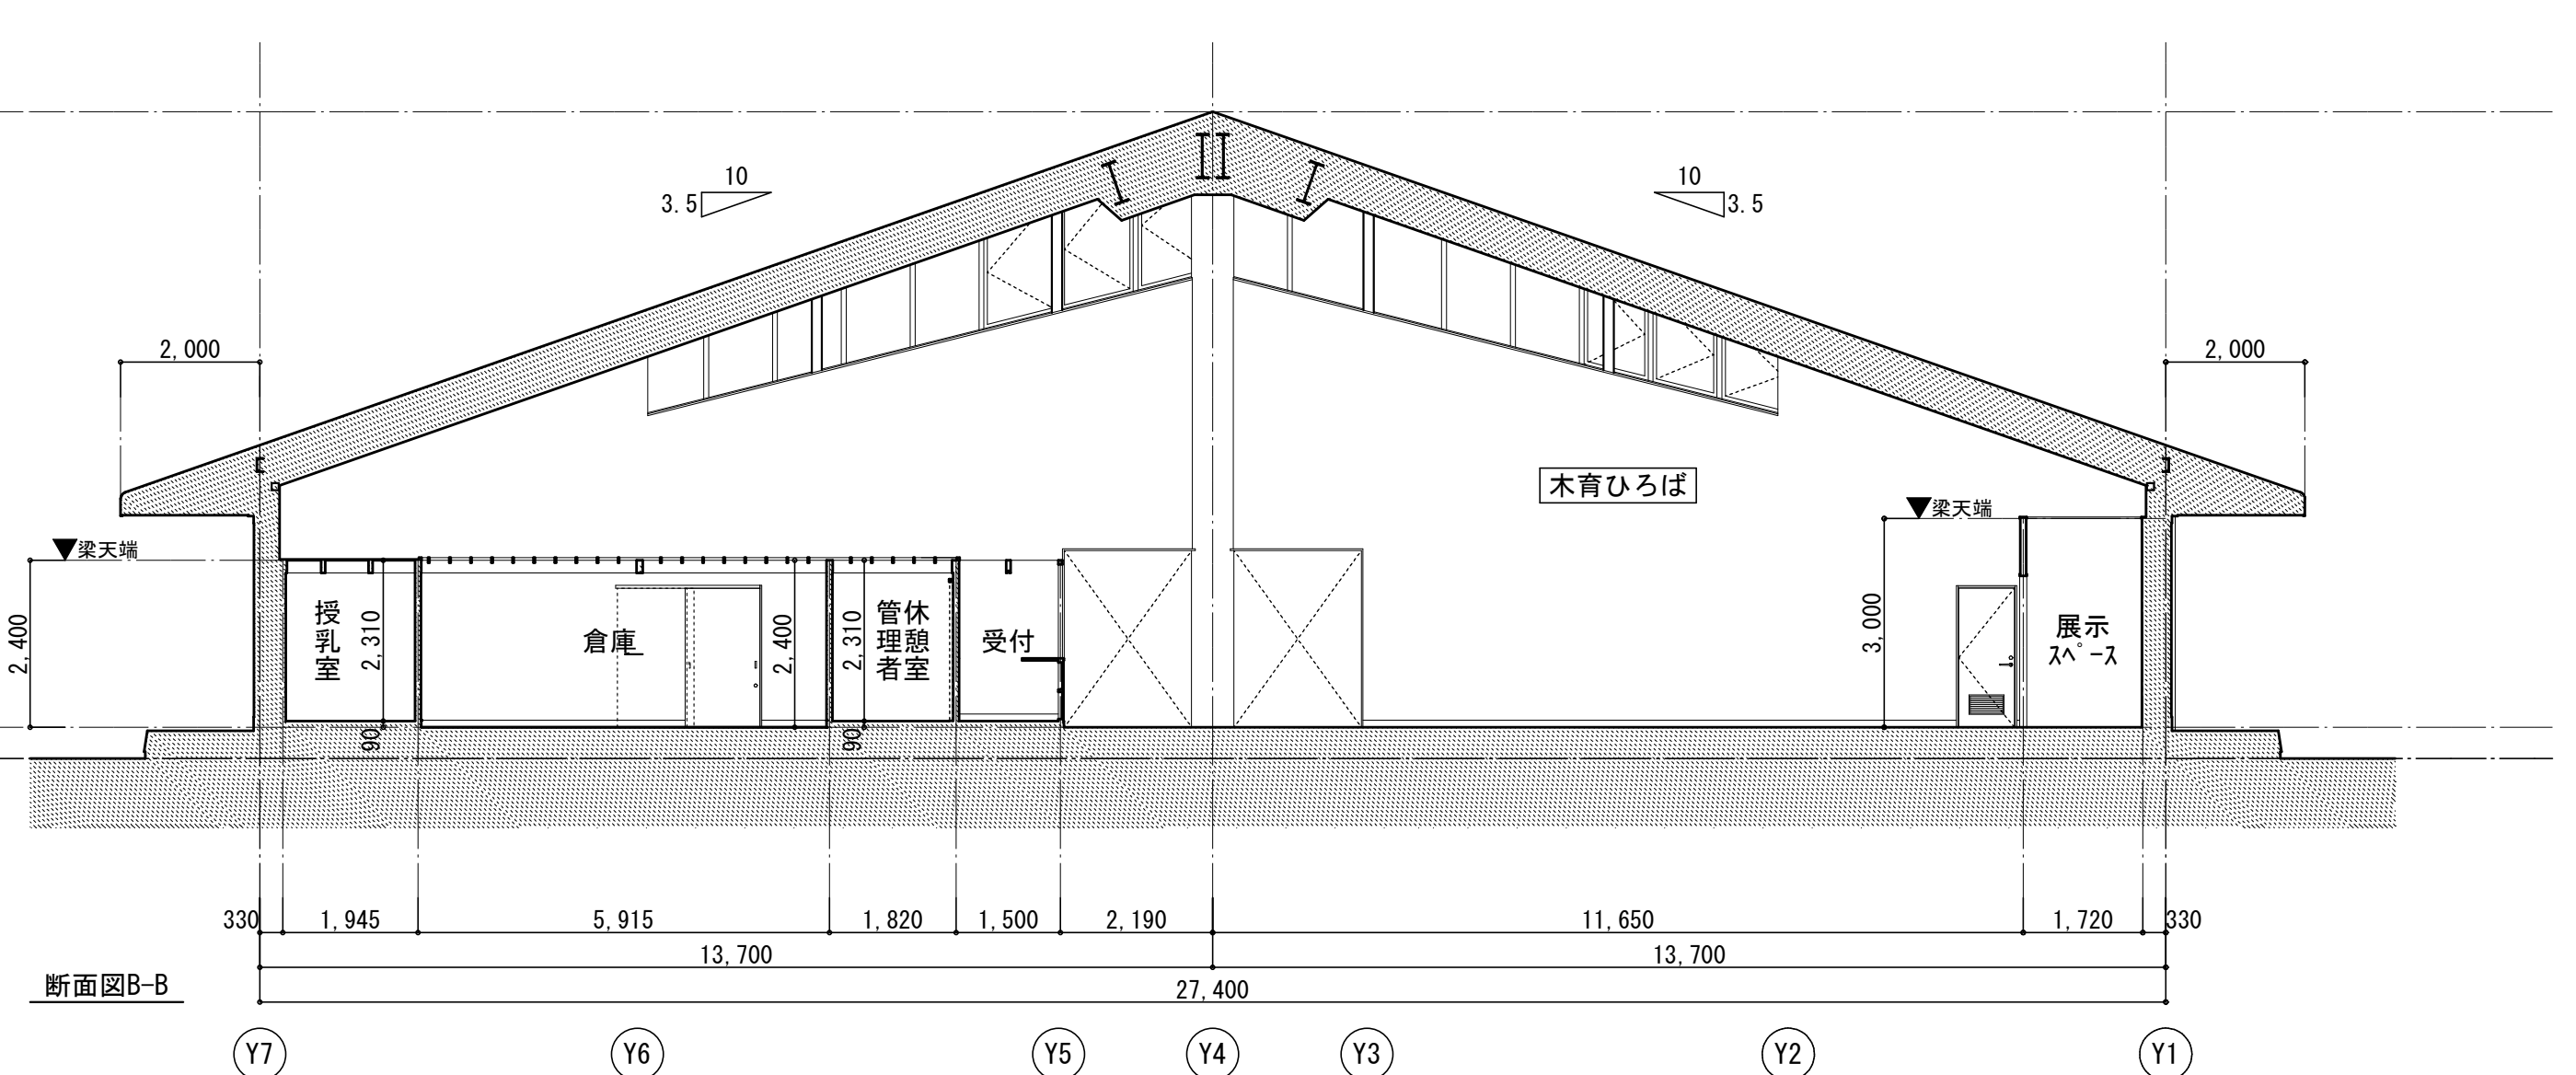 10
3.5
10
3.5
2,000
2,000
木育ひろば
梁天端
梁天端
2,400
授乳室
2,310
倉庫
2,400
2,310
管理者
休憩室
受付
3,000
展示
スペース
90
90
330
1,945
5,915
1,820
1,500
2,190
11,650
1,720
330
13,700
13,700
断面図B-B
27,400
Y7
Y6
Y5
Y4
Y3
Y2
Y1